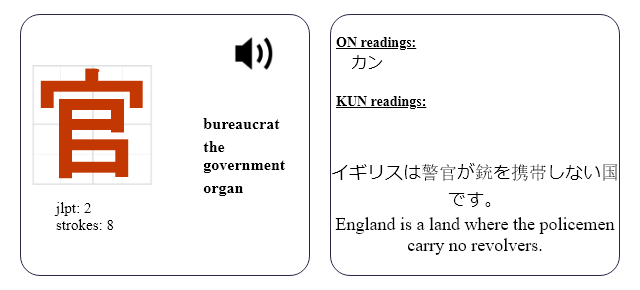 官
bureaucrat
the
government
organ
jlpt: 2
strokes: 8
ON readings:
カン
KUN readings:
イギリスは警官が銃を携帯しない国
です。
England is a land where the policemen
carry no revolvers.